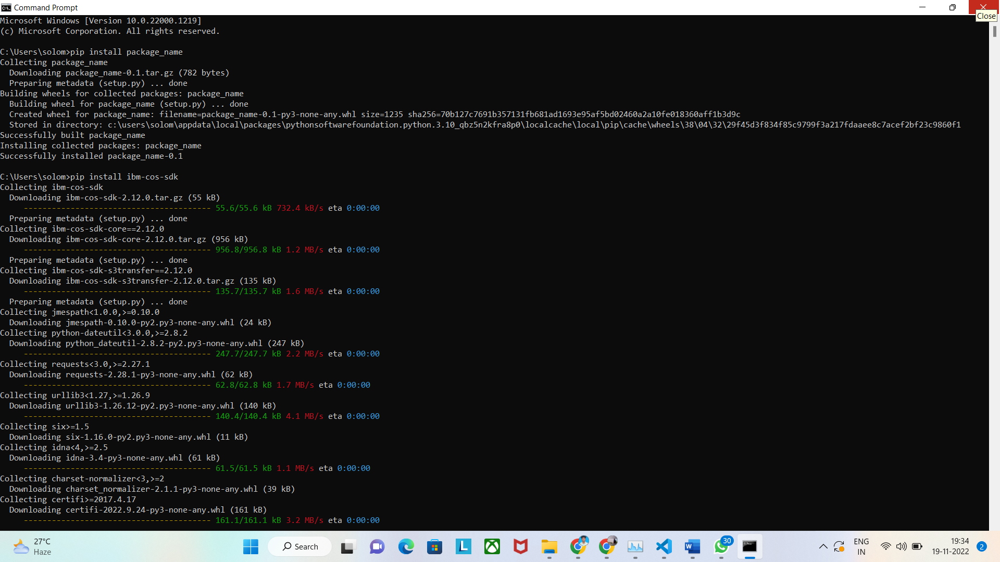 Command Prompt
Close
Microsoft Windows [Version 10.0.22000.1219]
(c) Microsoft Corporation. All rights reserved.
C:\Users\solom>pip install package_name
Collecting package_name
  Downloading package_name-0.1.tar.gz (782 bytes)
  Preparing metadata (setup.py) ... done
Building wheels for collected packages: package_name
  Building wheel for package_name (setup.py) ... done
  Created wheel for package_name: filename=package_name-0.1-py3-none-any.whl size=1235 sha256=70b127c7691b357131fb681ad1693e95af5bd02460a2a10fe018360aff1b3d9c
  Stored in directory: c:\users\solom\appdata\local\packages\pythonsoftwarefoundation.python.3.10_qbz5n2kfra8p0\localcache\local\pip\cache\wheels\38\04\32\29f45d3f834f85c9799f3a217fdaaee8c7acef2bf23c9860f1
Successfully built package_name
Installing collected packages: package_name
Successfully installed package_name-0.1
C:\Users\solom>pip install ibm-cos-sdk
Collecting ibm-cos-sdk
  Downloading ibm-cos-sdk-2.12.0.tar.gz (55 kB)
     ---------------------------------------- 55.6/55.6 kB 732.4 kB/s eta 0:00:00
  Preparing metadata (setup.py) ... done
Collecting ibm-cos-sdk-core==2.12.0
  Downloading ibm-cos-sdk-core-2.12.0.tar.gz (956 kB)
     ---------------------------------------- 956.8/956.8 kB 1.2 MB/s eta 0:00:00
  Preparing metadata (setup.py) ... done
Collecting ibm-cos-sdk-s3transfer==2.12.0
  Downloading ibm-cos-sdk-s3transfer-2.12.0.tar.gz (135 kB)
     ---------------------------------------- 135.7/135.7 kB 1.6 MB/s eta 0:00:00
  Preparing metadata (setup.py) ... done
Collecting jmespath<1.0.0,>=0.10.0
  Downloading jmespath-0.10.0-py2.py3-none-any.whl (24 kB)
Collecting python-dateutil<3.0.0,>=2.8.2
  Downloading python_dateutil-2.8.2-py2.py3-none-any.whl (247 kB)
     ---------------------------------------- 247.7/247.7 kB 2.2 MB/s eta 0:00:00
Collecting requests<3.0,>=2.27.1
  Downloading requests-2.28.1-py3-none-any.whl (62 kB)
     ---------------------------------------- 62.8/62.8 kB 1.7 MB/s eta 0:00:00
Collecting urllib3<1.27,>=1.26.9
  Downloading urllib3-1.26.12-py2.py3-none-any.whl (140 kB)
     ---------------------------------------- 140.4/140.4 kB 4.1 MB/s eta 0:00:00
Collecting six>=1.5
  Downloading six-1.16.0-py2.py3-none-any.whl (11 kB)
Collecting idna<4,>=2.5
  Downloading idna-3.4-py3-none-any.whl (61 kB)
     ---------------------------------------- 61.5/61.5 kB 1.1 MB/s eta 0:00:00
Collecting charset-normalizer<3,>=2
  Downloading charset_normalizer-2.1.1-py3-none-any.whl (39 kB)
Collecting certifi>=2017.4.17
  Downloading certifi-2022.9.24-py3-none-any.whl (161 kB)
     ---------------------------------------- 161.1/161.1 kB 3.2 MB/s eta 0:00:00
27°C
Haze
Search
L
W
30
ENG
IN
19:34
19-11-2022
2